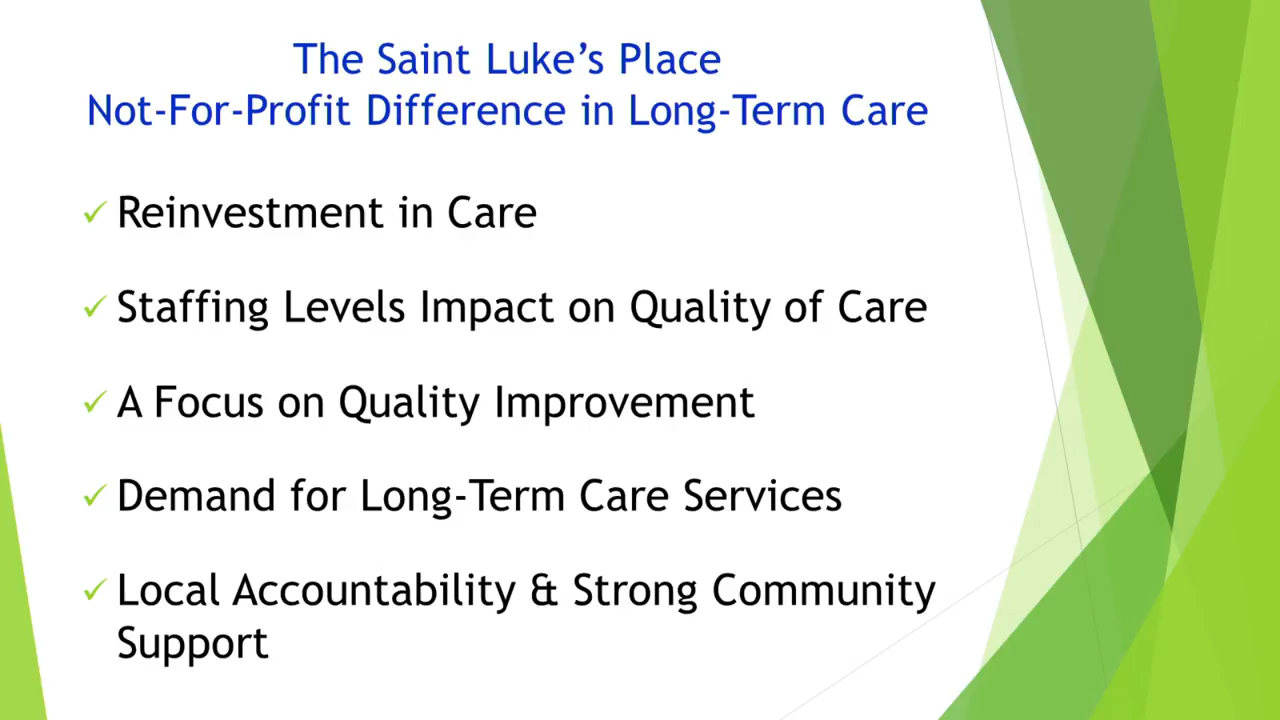 The Saint Luke’s Place
Not-For-Profit Difference in Long-Term Care
✓ Reinvestment in Care
✓ Staffing Levels Impact on Quality of Care
✓ A Focus on Quality Improvement
✓ Demand for Long-Term Care Services
✓ Local Accountability & Strong Community
Support